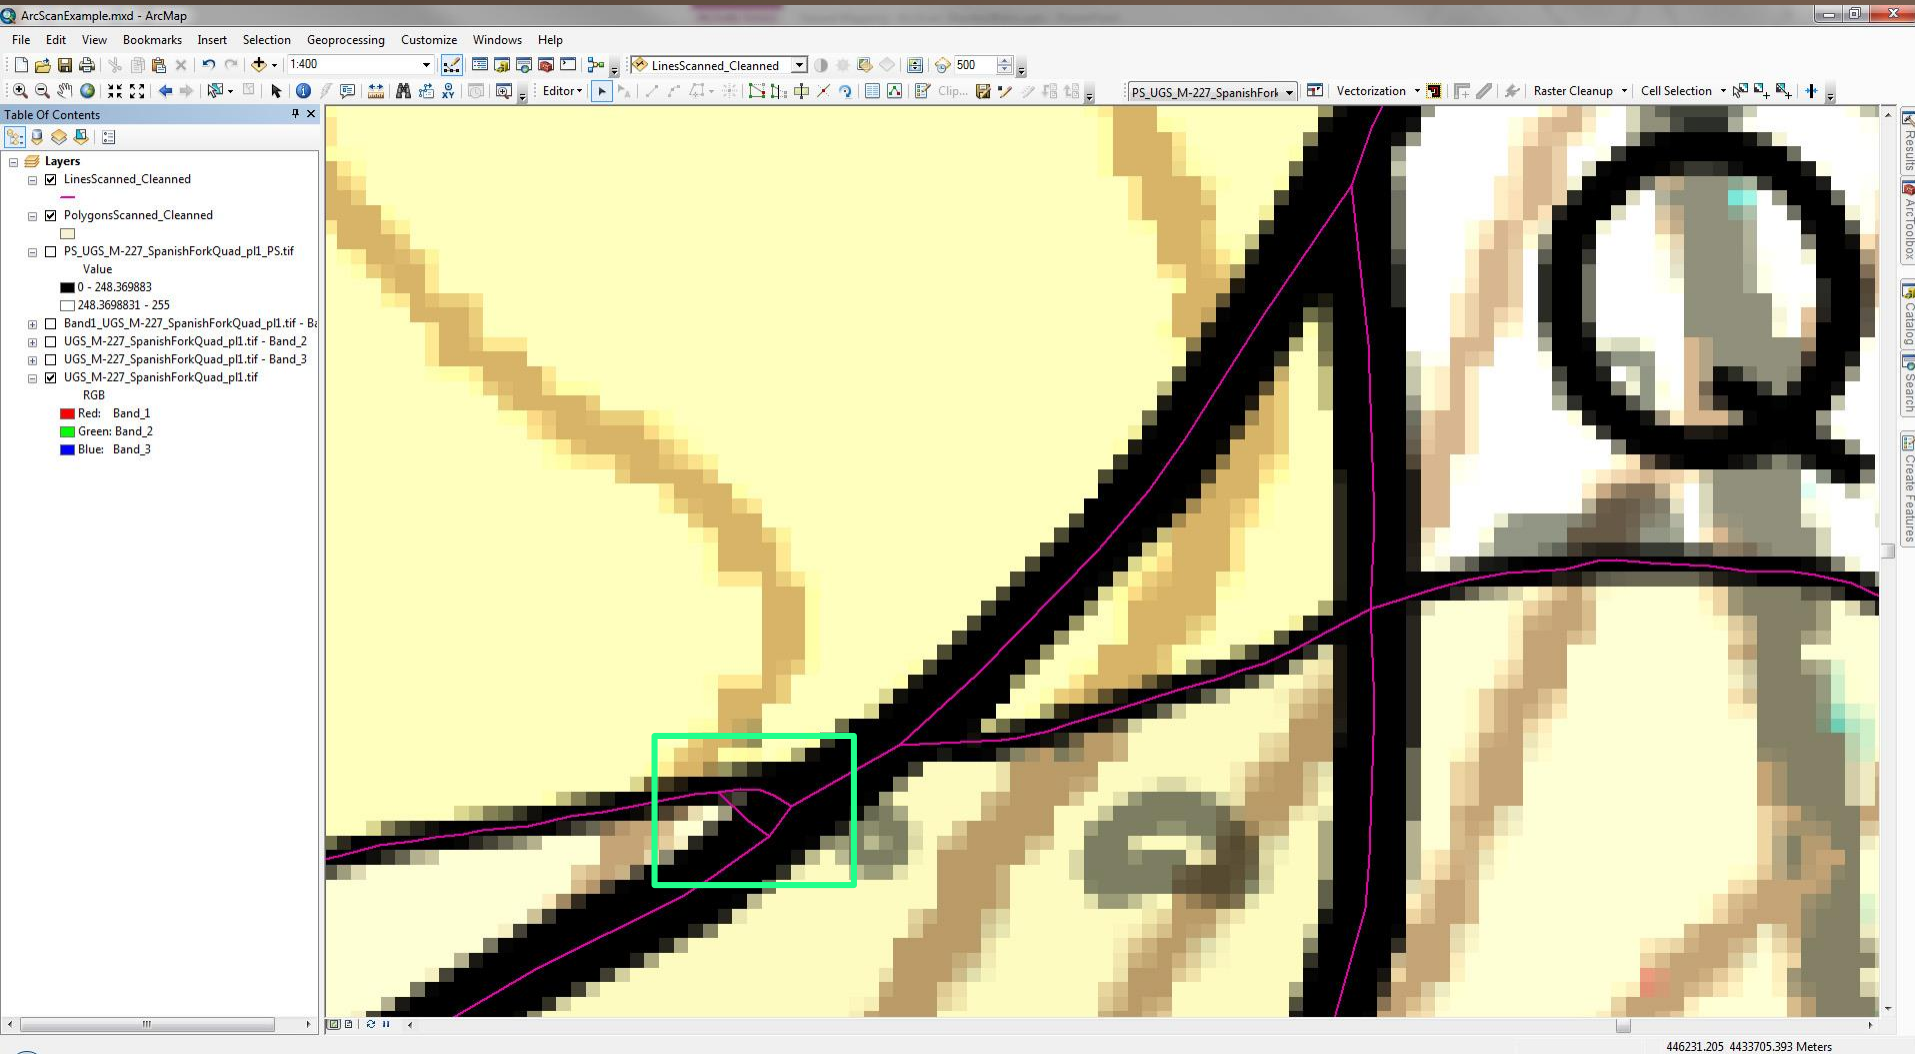 ArcScanExample.mxd - ArcMap
File Edit View Bookmarks Insert Selection Geoprocessing Customize Windows Help
1:400 LinesScanned_Cleanned 500
Editor Clip... PS_UGS_M-227_SpanishFork Vectorization Raster Cleanup Cell Selection
Table Of Contents
Layers
LinesScanned_Cleanned
PolygonsScanned_Cleanned
PS_UGS_M-227_SpanishForkQuad_pl1_PS.tif
Value
0 - 248.369883
248.3698831 - 255
Band1_UGS_M-227_SpanishForkQuad_pl1.tif - Ba
UGS_M-227_SpanishForkQuad_pl1.tif - Band_2
UGS_M-227_SpanishForkQuad_pl1.tif - Band_3
UGS_M-227_SpanishForkQuad_pl1.tif
RGB
Red: Band_1
Green: Band_2
Blue: Band_3
Q
Results
ArcToolbox
Catalog
Search
Create Features
446231.205 4433705.393 Meters